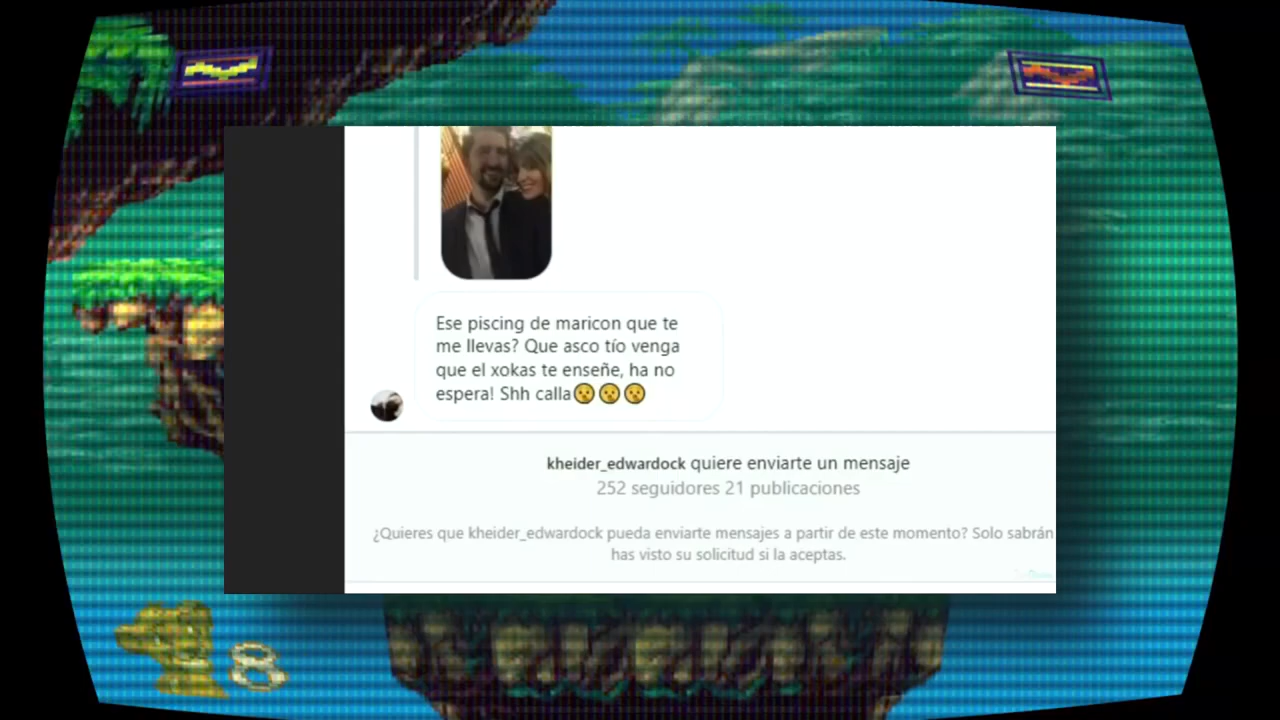 Ese piscing de maricon que te
me llevas? Que asco tío venga
que el xokas te enseñe, ha no
espera! Shh calla😯😯😯
kheider_edwardock quiere enviarte un mensaje
252 seguidores 21 publicaciones
¿Quieres que kheider_edwardock pueda enviarte mensajes a partir de este momento? Solo sabrán
has visto su solicitud si la aceptas.
8